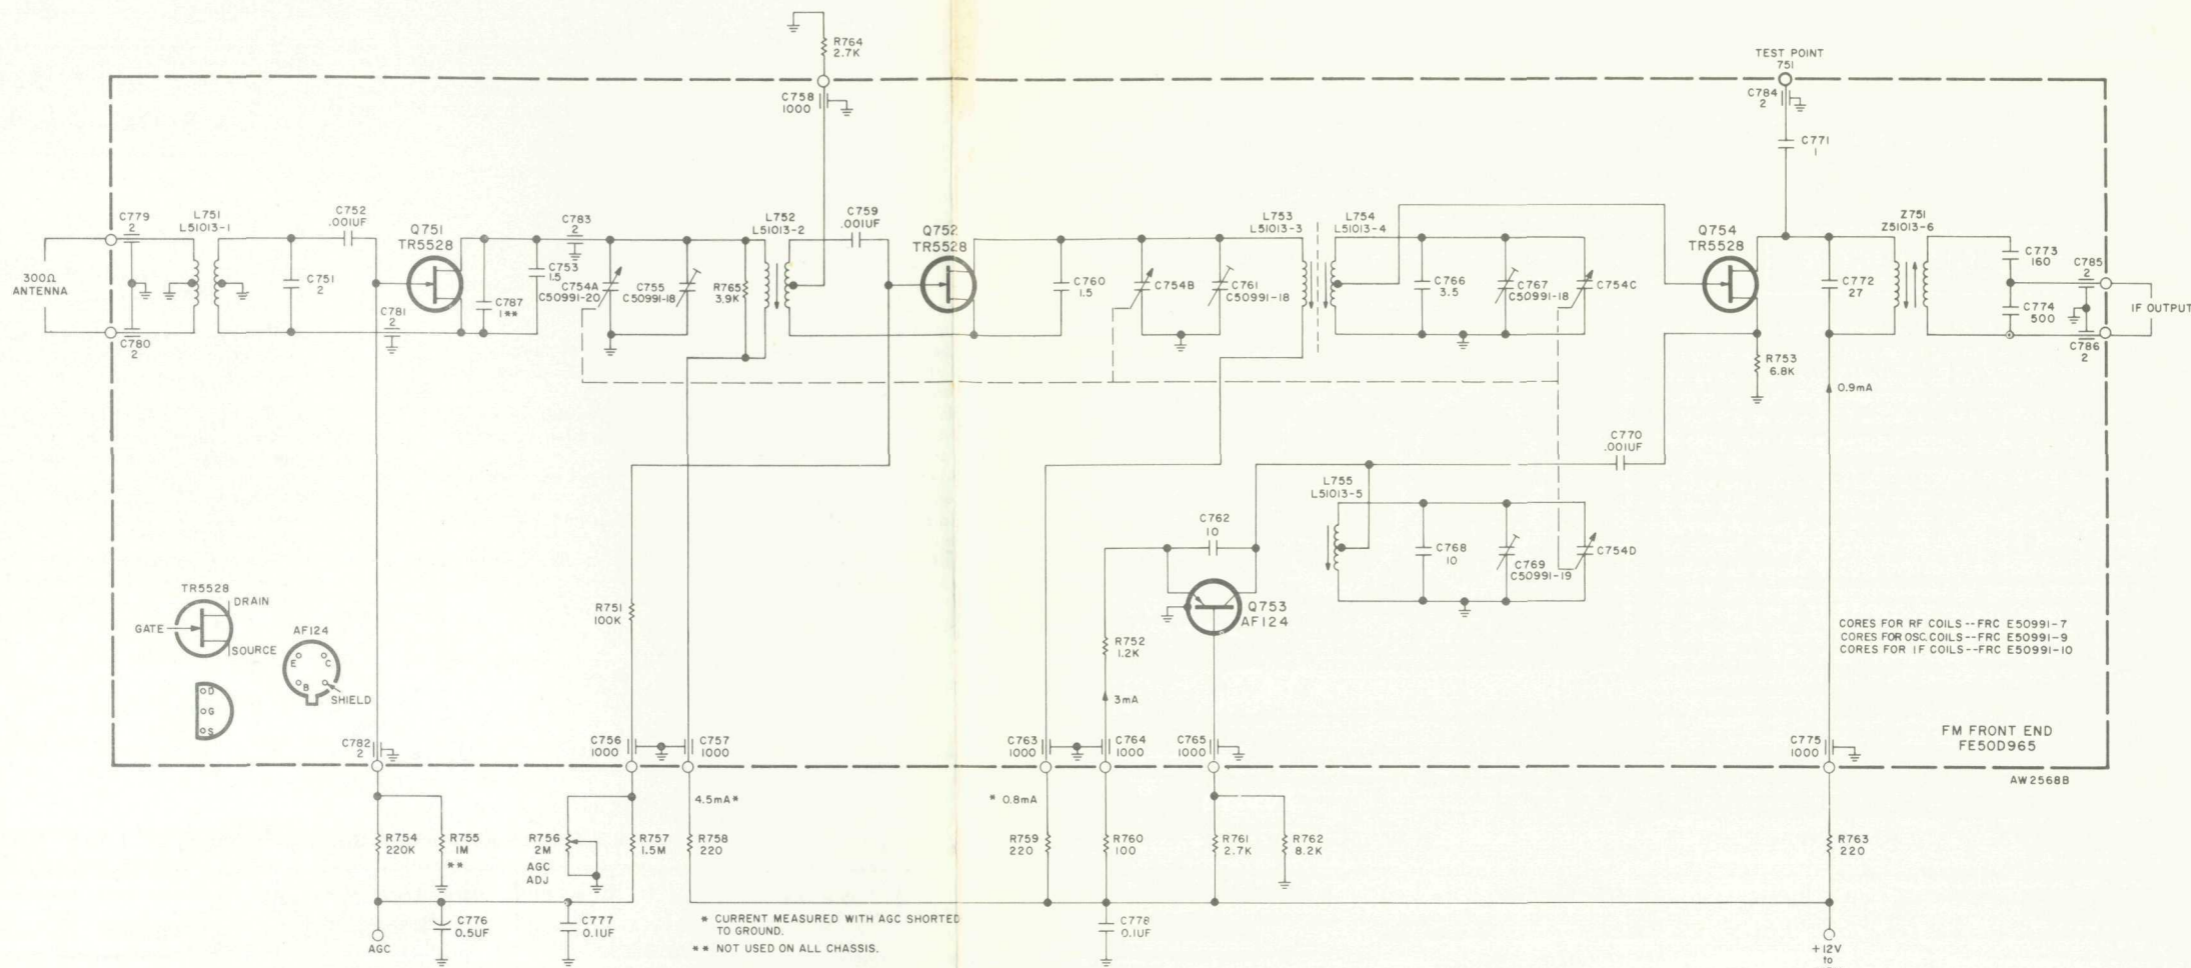 R764
2.7K
TEST POINT
751
C758
1000
C784
2
C771
1
C779
2
L751
L51013-1
C752
.001UF
Q751
TR5528
C783
2
L752
L51013-2
C759
.001UF
Q752
TR5528
L753
L51013-3
L754
L51013-4
Q754
TR5528
Z751
Z51013-6
C773
160
C785
2
300Ω
ANTENNA
C751
2
C753
1.5
C754A
C50991-20
C755
C50991-18
R765
3.9K
C760
1.5
C754B
C761
C50991-18
C766
3.5
C767
C50991-18
C754C
C772
27
C774
500
IF OUTPUT
C787
1**
C781
2
C780
2
C786
2
R753
6.8K
0.9mA
C770
.001UF
L755
L51013-5
C762
10
C768
10
C769
C50991-19
C754D
Q753
AF124
TR5528
DRAIN
GATE
SOURCE
AF124
E
C
B
SHIELD
D
G
S
R751
100K
R752
1.2K
3mA
CORES FOR RF COILS--FRC E50991-7
CORES FOR OSC. COILS--FRC E50991-9
CORES FOR IF COILS--FRC E50991-10
C782
2
C756
1000
C757
1000
C763
1000
C764
1000
C765
1000
C775
1000
FM FRONT END
FE50D965
AW2568B
4.5mA*
* 0.8mA
R754
220K
R755
1M
**
R756
2M
AGC
ADJ
R757
1.5M
R758
220
R759
220
R760
100
R761
2.7K
R762
8.2K
R763
220
C776
0.5UF
C777
0.1UF
* CURRENT MEASURED WITH AGC SHORTED
TO GROUND.
** NOT USED ON ALL CHASSIS.
C778
0.1UF
AGC
+12V
to